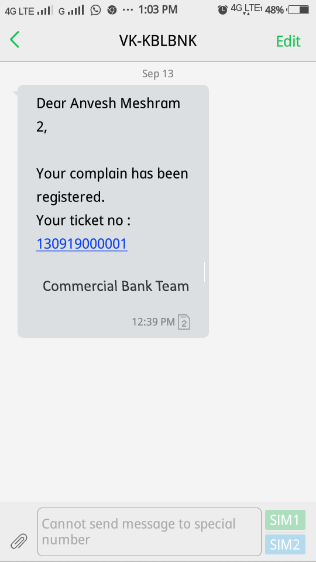 4G LTE G ··· 1:03 PM 4G LTE 48%
VK-KBLBNK Edit
Sep 13
Dear Anvesh Meshram
2,
Your complain has been
registered.
Your ticket no :
130919000001
Commercial Bank Team
12:39 PM 2
Cannot send message to special
number
SIM1
SIM2